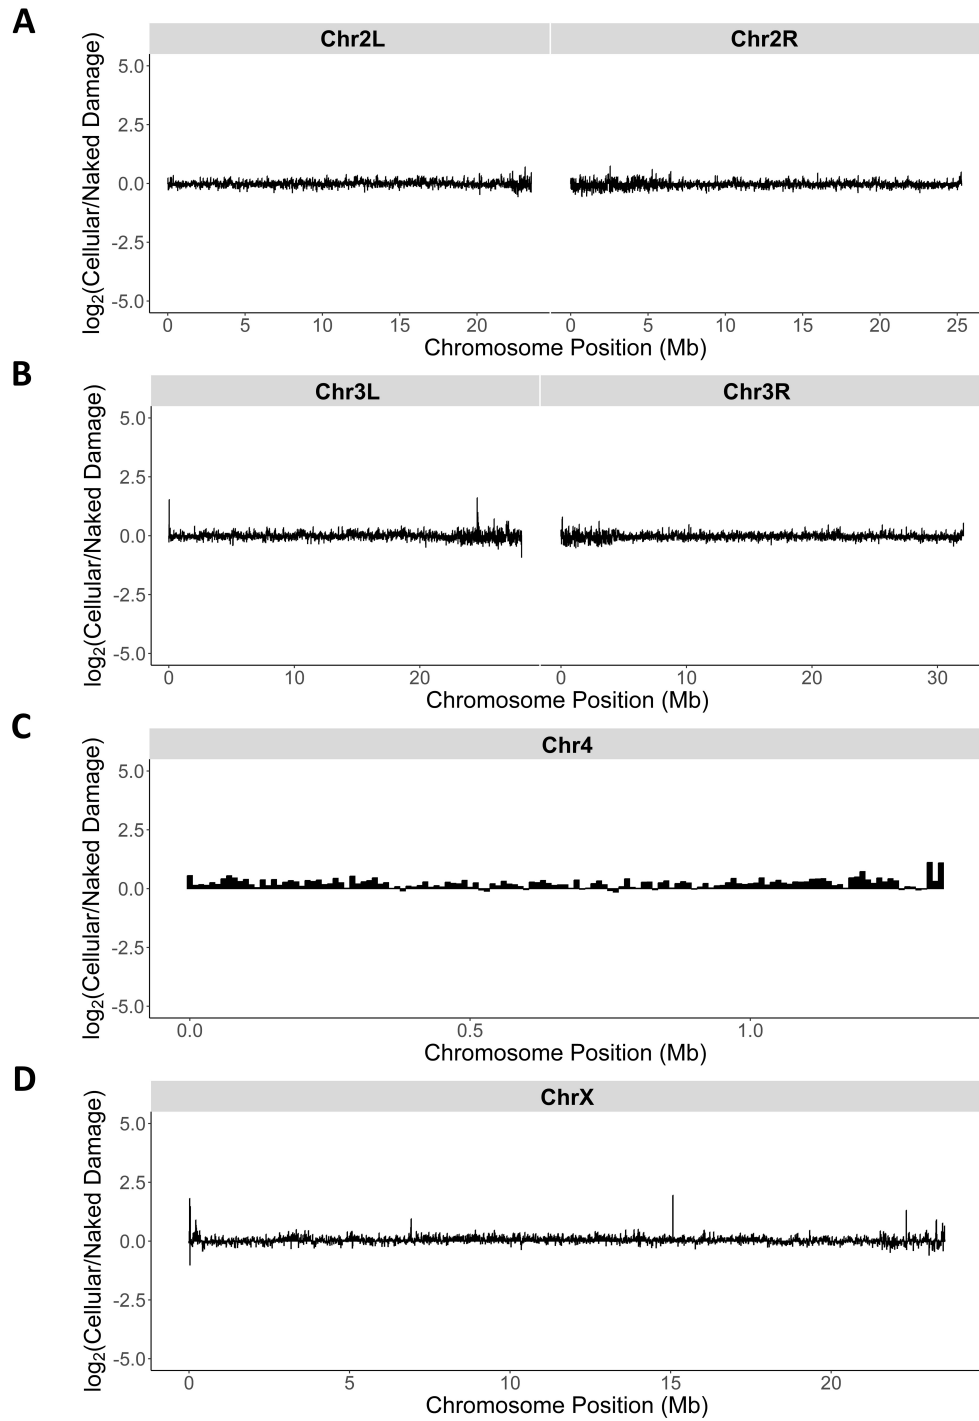 A
Chr2L Chr2R
log₂(Cellular/Naked Damage)
5.0
2.5
0.0
-2.5
-5.0
0 5 10 15 20 0 5 10 15 20 25
Chromosome Position (Mb)
B
Chr3L Chr3R
log₂(Cellular/Naked Damage)
5.0
2.5
0.0
-2.5
-5.0
0 10 20 0 10 20 30
Chromosome Position (Mb)
C
Chr4
log₂(Cellular/Naked Damage)
5.0
2.5
0.0
-2.5
-5.0
0.0 0.5 1.0
Chromosome Position (Mb)
D
ChrX
log₂(Cellular/Naked Damage)
5.0
2.5
0.0
-2.5
-5.0
0 5 10 15 20
Chromosome Position (Mb)